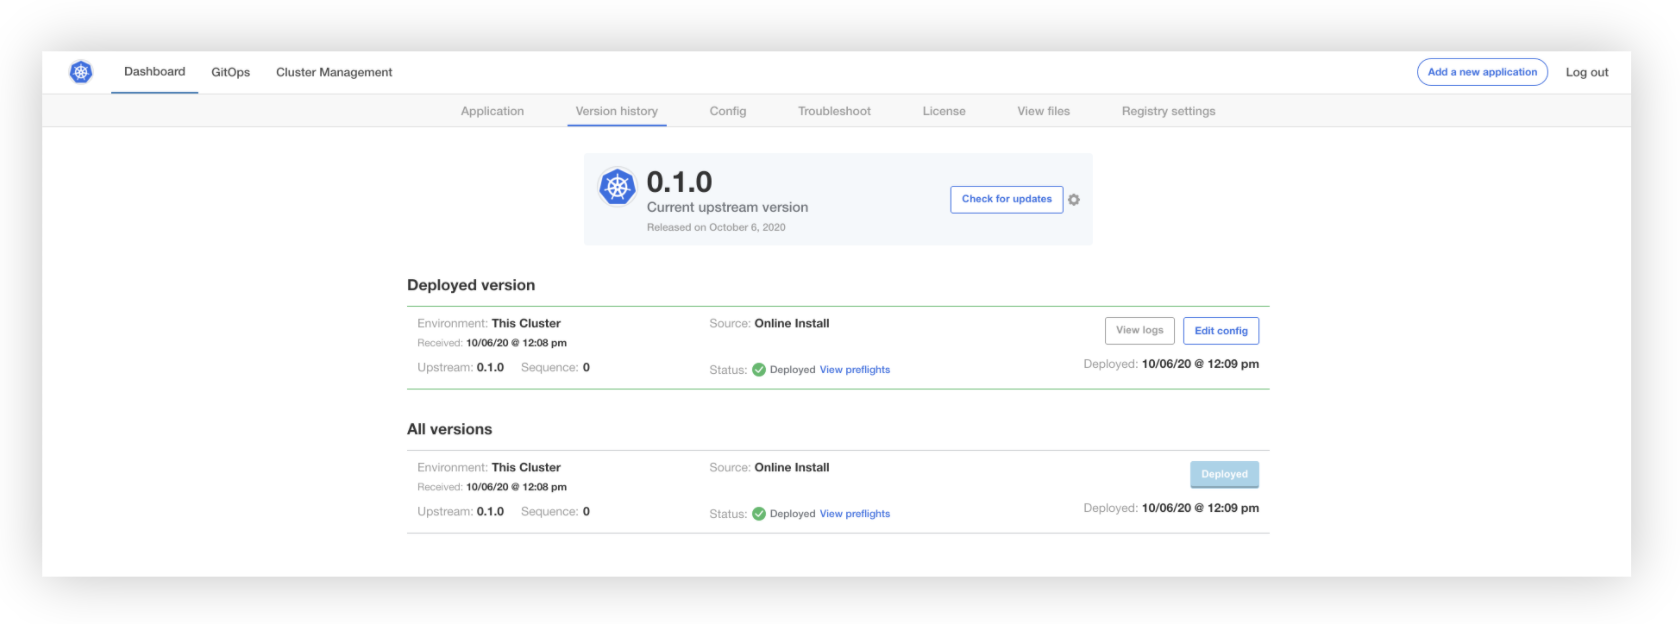 Dashboard GitOps Cluster Management Add a new application Log out
Application Version history Config Troubleshoot License View files Registry settings
0.1.0
Current upstream version
Released on October 6, 2020
Check for updates
Deployed version
Environment: This Cluster Source: Online Install View logs Edit config
Received: 10/06/20 @ 12:08 pm
Upstream: 0.1.0 Sequence: 0 Status: Deployed View preflights Deployed: 10/06/20 @ 12:09 pm
All versions
Environment: This Cluster Source: Online Install Deployed
Received: 10/06/20 @ 12:08 pm
Upstream: 0.1.0 Sequence: 0 Status: Deployed View preflights Deployed: 10/06/20 @ 12:09 pm